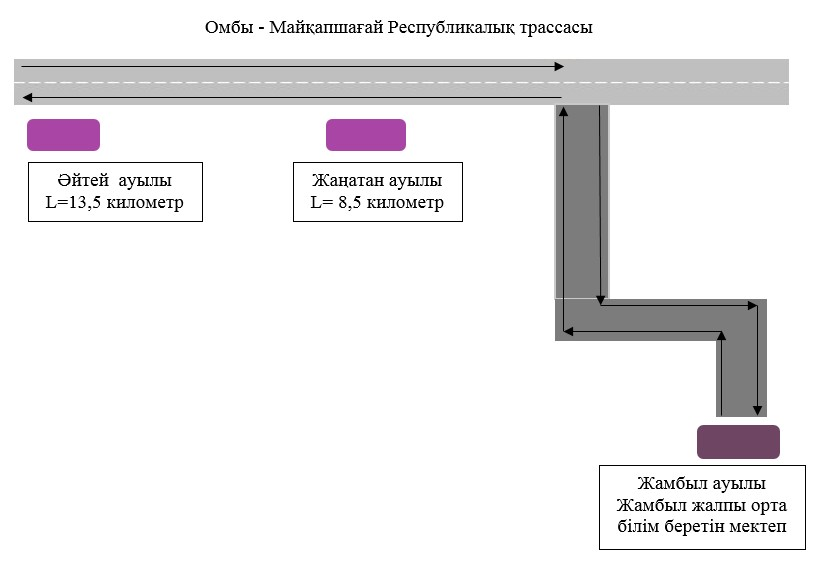 Омбы - Майқапшағай Республикалық трассасы
Әйтей ауылы
L=13,5 километр
Жаңатан ауылы
L= 8,5 километр
Жамбыл ауылы
Жамбыл жалпы орта
білім беретін мектеп